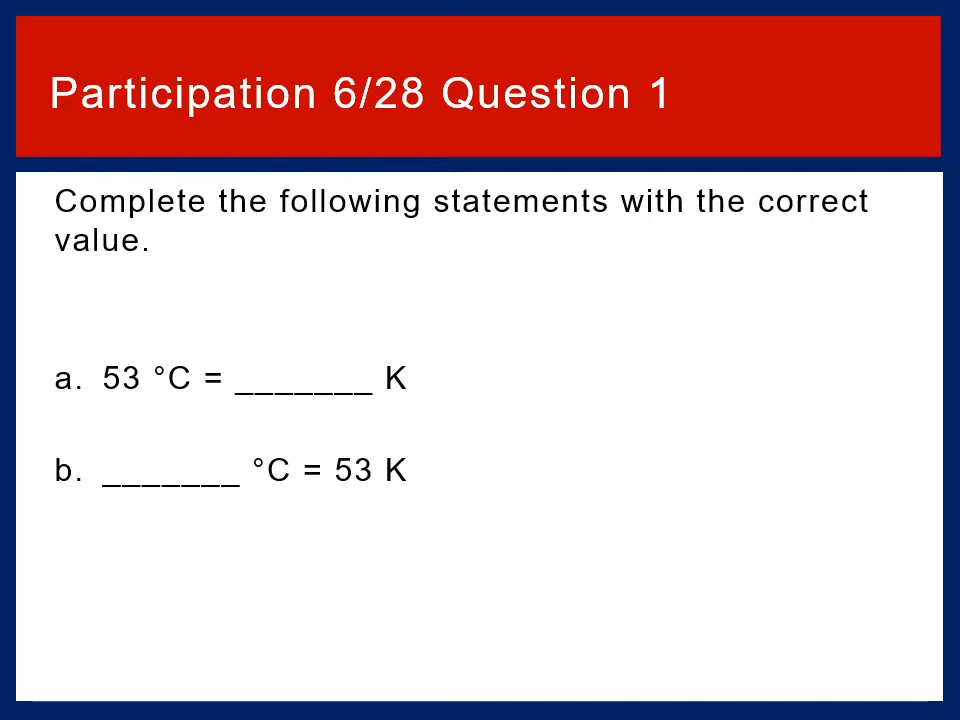 Participation 6/28 Question 1
Complete the following statements with the correct
value.
a. 53 °C = _______ K
b. _______ °C = 53 K